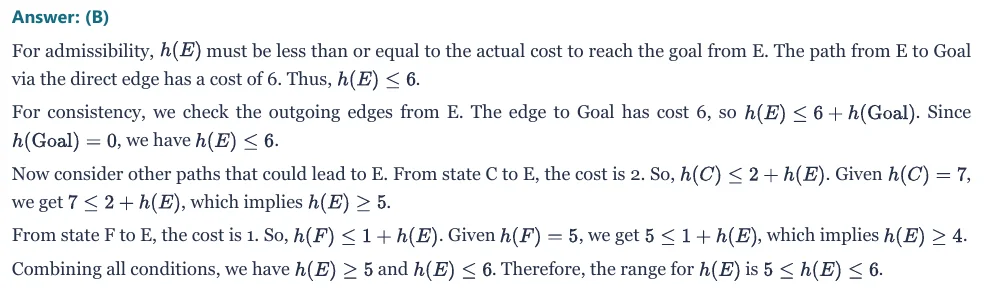 Answer: (B)
For admissibility, h(E) must be less than or equal to the actual cost to reach the goal from E. The path from E to Goal
via the direct edge has a cost of 6. Thus, h(E) ≤ 6.
For consistency, we check the outgoing edges from E. The edge to Goal has cost 6, so h(E) ≤ 6 + h(Goal). Since
h(Goal) = 0, we have h(E) ≤ 6.
Now consider other paths that could lead to E. From state C to E, the cost is 2. So, h(C) ≤ 2 + h(E). Given h(C) = 7,
we get 7 ≤ 2 + h(E), which implies h(E) ≥ 5.
From state F to E, the cost is 1. So, h(F) ≤ 1 + h(E). Given h(F) = 5, we get 5 ≤ 1 + h(E), which implies h(E) ≥ 4.
Combining all conditions, we have h(E) ≥ 5 and h(E) ≤ 6. Therefore, the range for h(E) is 5 ≤ h(E) ≤ 6.